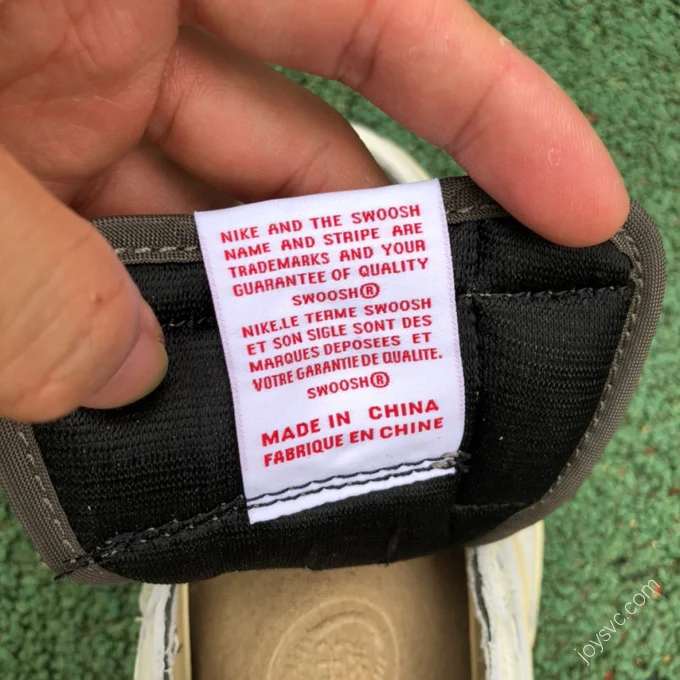 NIKE AND THE SWOOSH
NAME AND STRIPE ARE
TRADEMARKS AND YOUR
GUARANTEE OF QUALITY
SWOOSH®
NIKE.LE TERME SWOOSH
ET SON SIGLE SONT DES
MARQUES DEPOSEES ET
VOTRE GARANTIE DE QUALITE.
SWOOSH®
MADE IN CHINA
FABRIQUE EN CHINE
joysvc.com